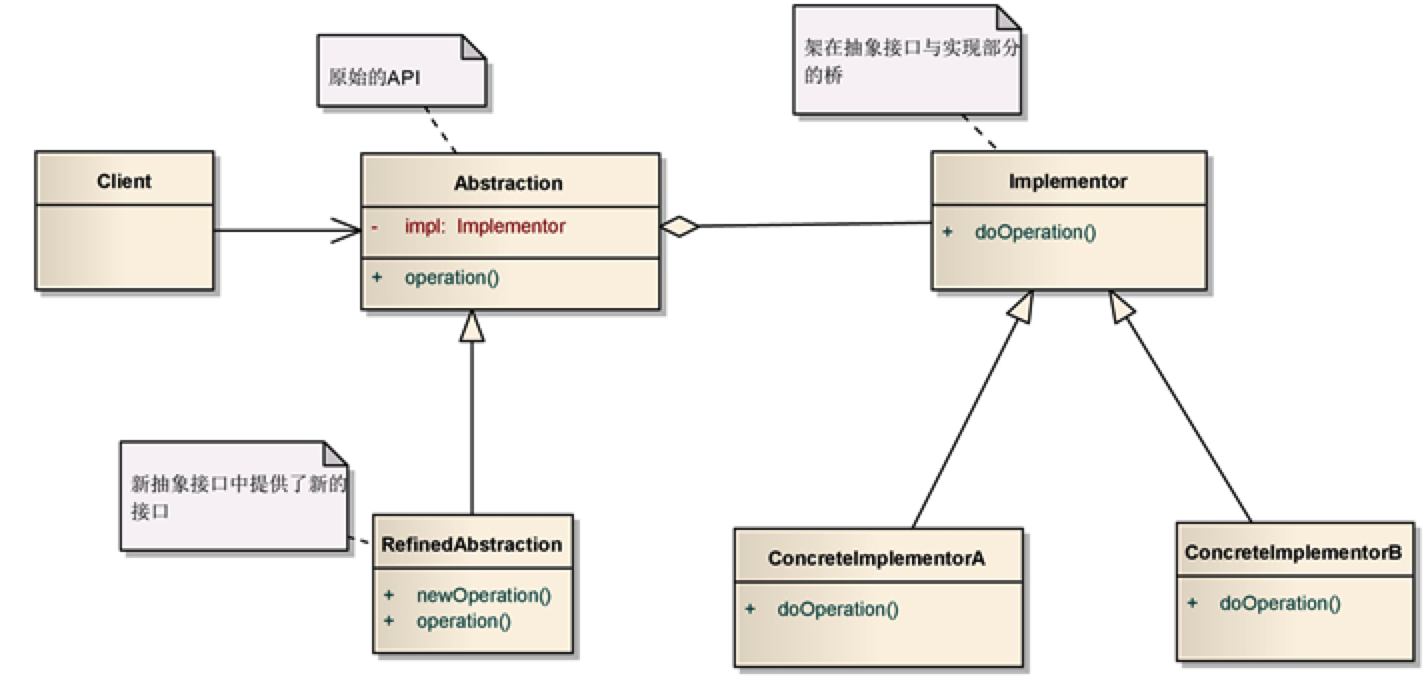 原始的API
架在抽象接口与实现部分
的桥
Client
Abstraction
- impl: Implementor
+ operation()
Implementor
+ doOperation()
新抽象接口中提供了新的
接口
RefinedAbstraction
+ newOperation()
+ operation()
ConcreteImplementorA
+ doOperation()
ConcreteImplementorB
+ doOperation()